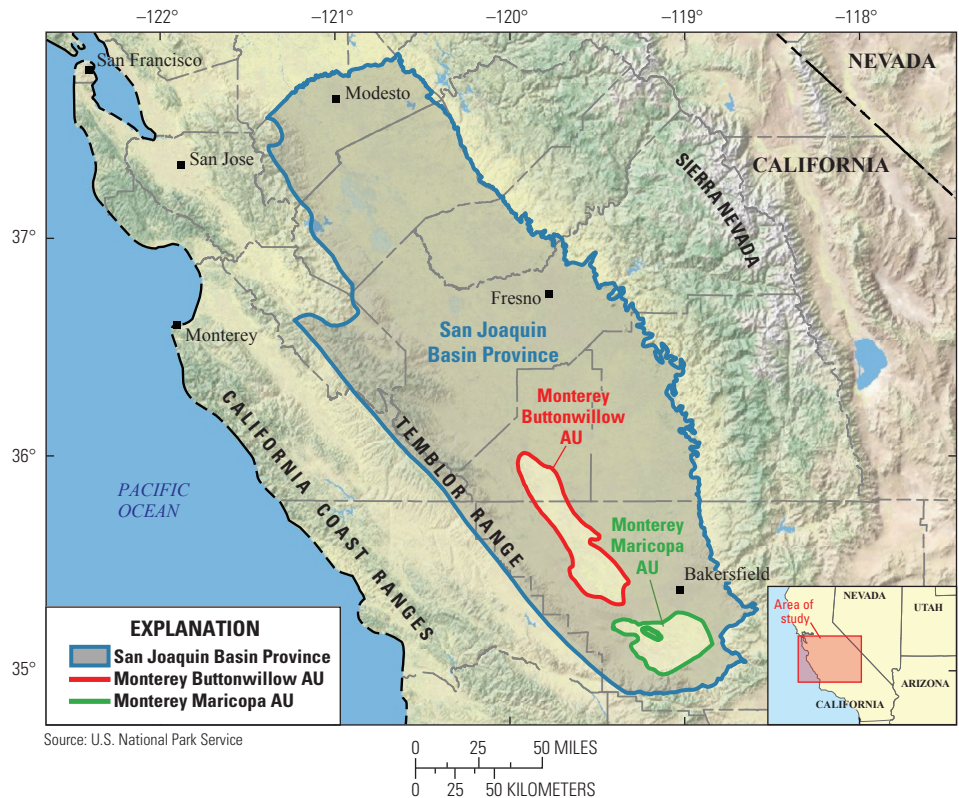 −122°
−121°
−120°
−119°
−118°
San Francisco
NEVADA
Modesto
San Jose
CALIFORNIA
SIERRA NEVADA
37°
Fresno
Monterey
San Joaquin
Basin Province
Monterey
Buttonwillow
AU
CALIFORNIA COAST RANGES
TEMBLOR RANGE
36°
PACIFIC
OCEAN
Monterey
Maricopa
AU
Bakersfield
35°
EXPLANATION
San Joaquin Basin Province
Monterey Buttonwillow AU
Monterey Maricopa AU
NEVADA
UTAH
Area of
study
ARIZONA
CALIFORNIA
Source: U.S. National Park Service
0 25 50 MILES
0 25 50 KILOMETERS